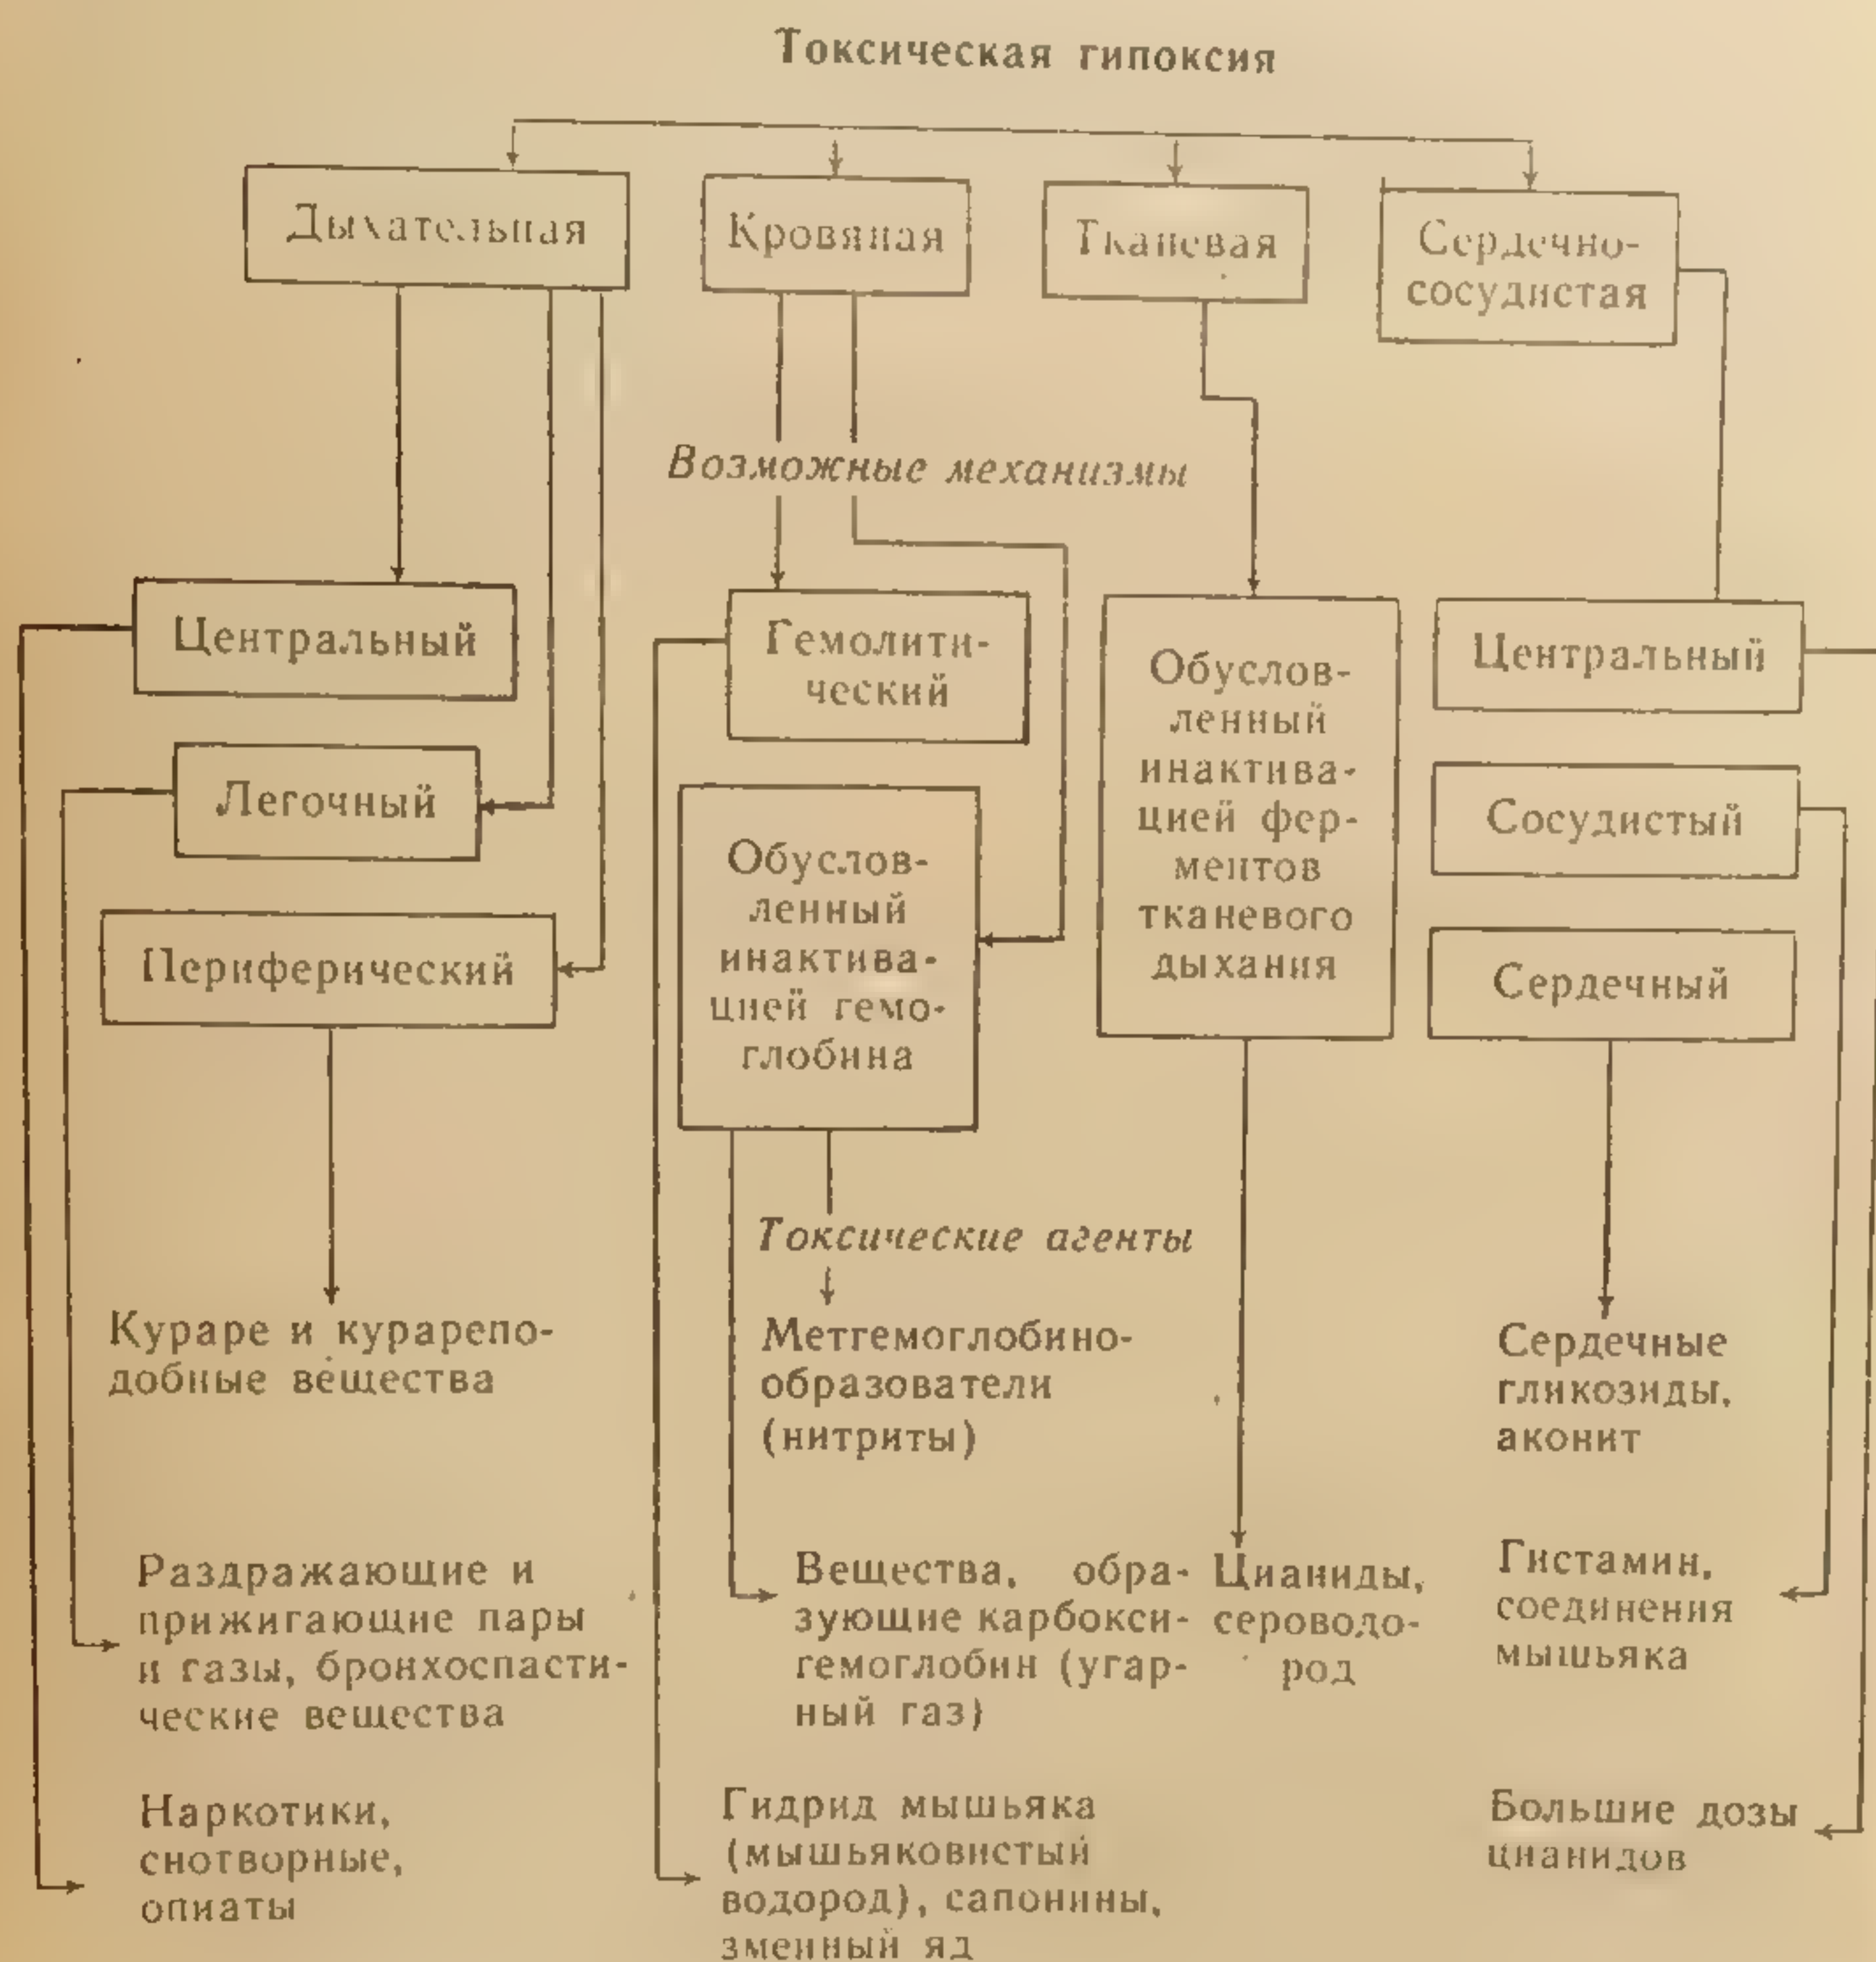 Токсическая гипоксия
Дыхательная
Кровяная
Тканевая
Сердечно-
сосудистая
Возможные механизмы
Центральный
Легочный
Периферический
Гемолити-
ческий
Обуслов-
ленный
инактива-
цией гемо-
глобина
Обуслов-
ленный
инактива-
цией фер-
ментов
тканевого
дыхания
Центральный
Сосудистый
Сердечный
Токсические агенты
Кураре и курарепо-
добные вещества
Метгемоглобино-
образователи
(нитриты)
Сердечные
гликозиды,
аконит
Раздражающие и
прижигающие пары
и газы, бронхоспасти-
ческие вещества
Вещества, обра-
зующие карбокси-
гемоглобин (угар-
ный газ)
Цианиды,
сероводо-
род
Гистамин,
соединения
мышьяка
Наркотики,
снотворные,
опиаты
Гидрид мышьяка
(мышьяковистый
водород), сапонины,
змеиный яд
Большие дозы
цианидов